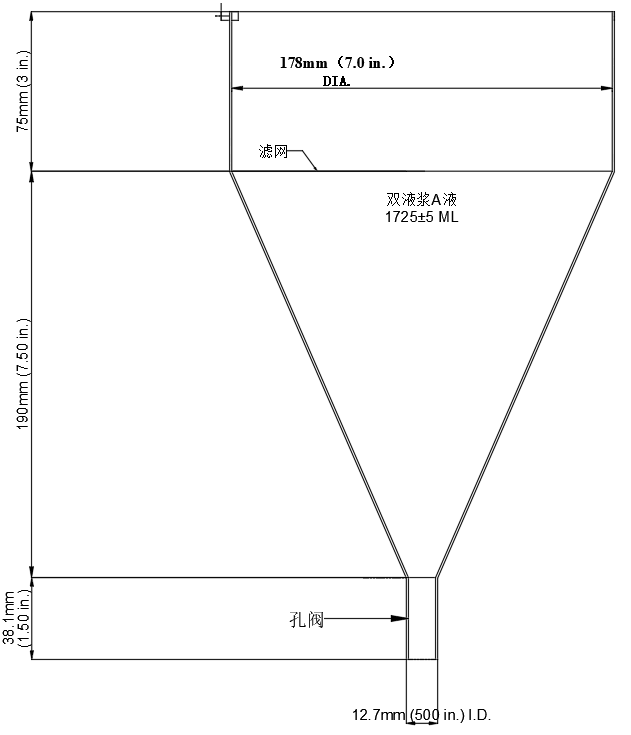 75mm (3 in.)
178mm（7.0 in.）
DIA.
滤网
双液浆A液
1725±5 ML
190mm (7.50 in.)
38.1mm
(1.50 in.)
孔阀
12.7mm (500 in.) I.D.